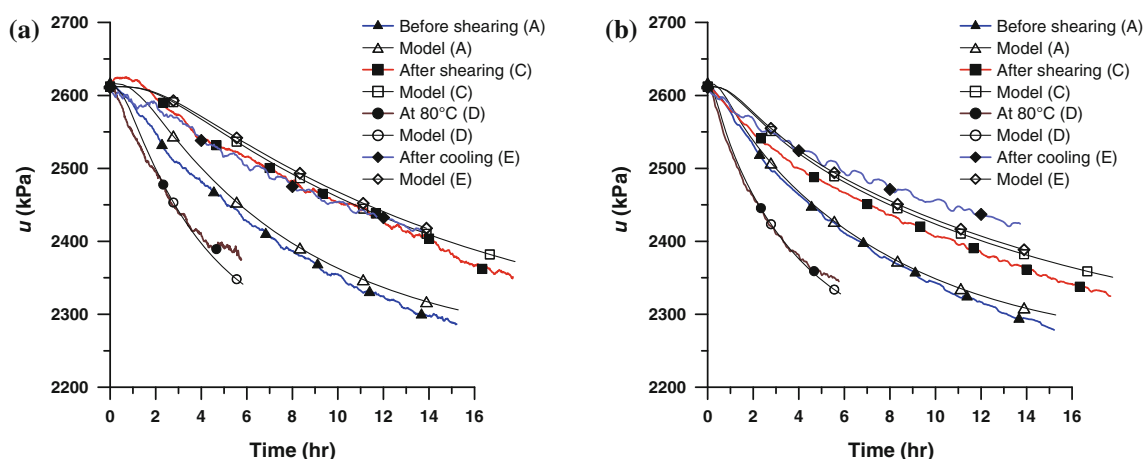 (a)
2700
2600
2500
2400
2300
2200
u (kPa)
0 2 4 6 8 10 12 14 16
Time (hr)
Before shearing (A)
Model (A)
After shearing (C)
Model (C)
At 80°C (D)
Model (D)
After cooling (E)
Model (E)
(b)
2700
2600
2500
2400
2300
2200
u (kPa)
0 2 4 6 8 10 12 14 16
Time (hr)
Before shearing (A)
Model (A)
After shearing (C)
Model (C)
At 80°C (D)
Model (D)
After cooling (E)
Model (E)